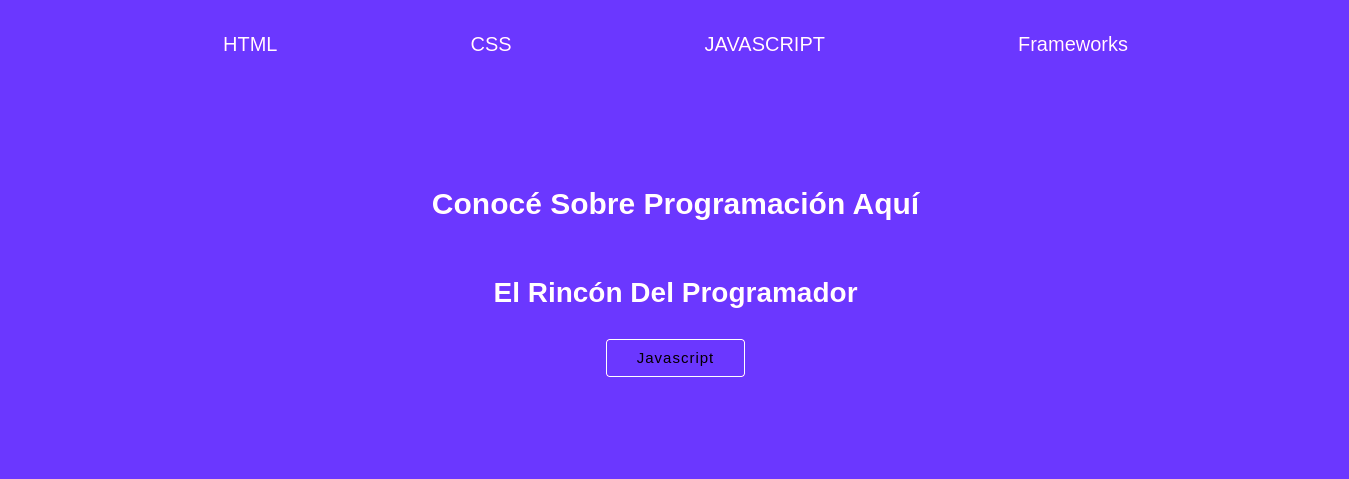 HTML CSS JAVASCRIPT Frameworks
Conocé Sobre Programación Aquí
El Rincón Del Programador
Javascript